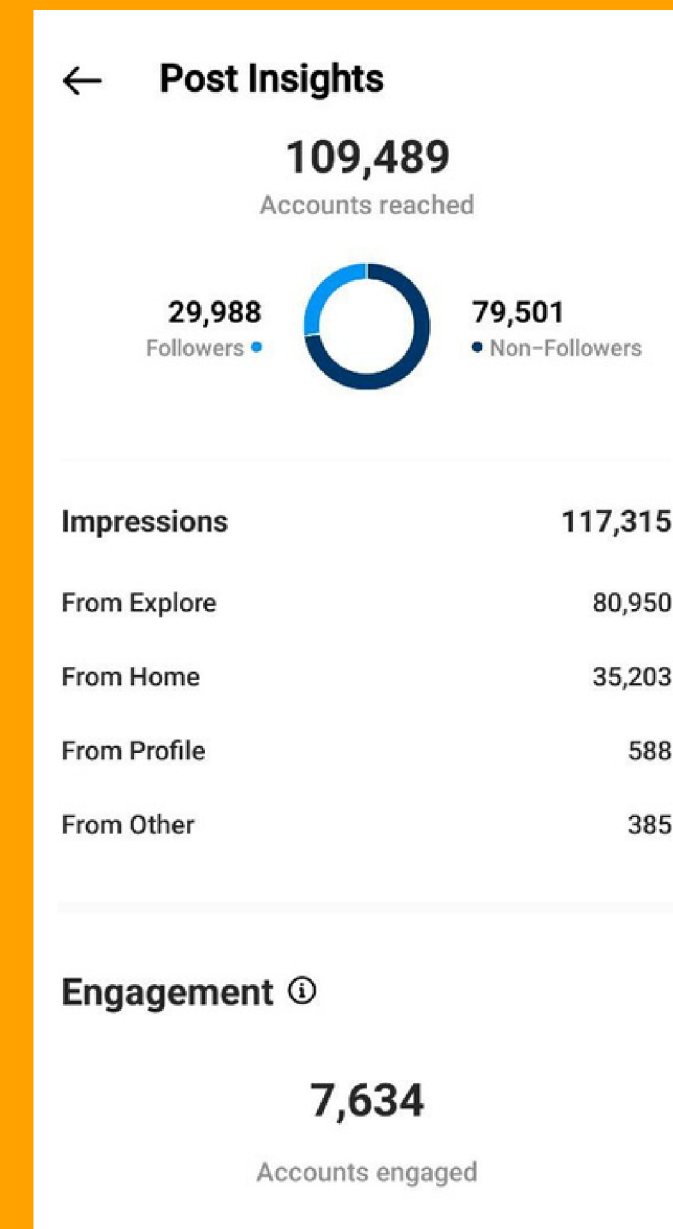 Post Insights
109,489
Accounts reached
29,988
Followers
79,501
Non-Followers
Impressions 117,315
From Explore 80,950
From Home 35,203
From Profile 588
From Other 385
Engagement
7,634
Accounts engaged